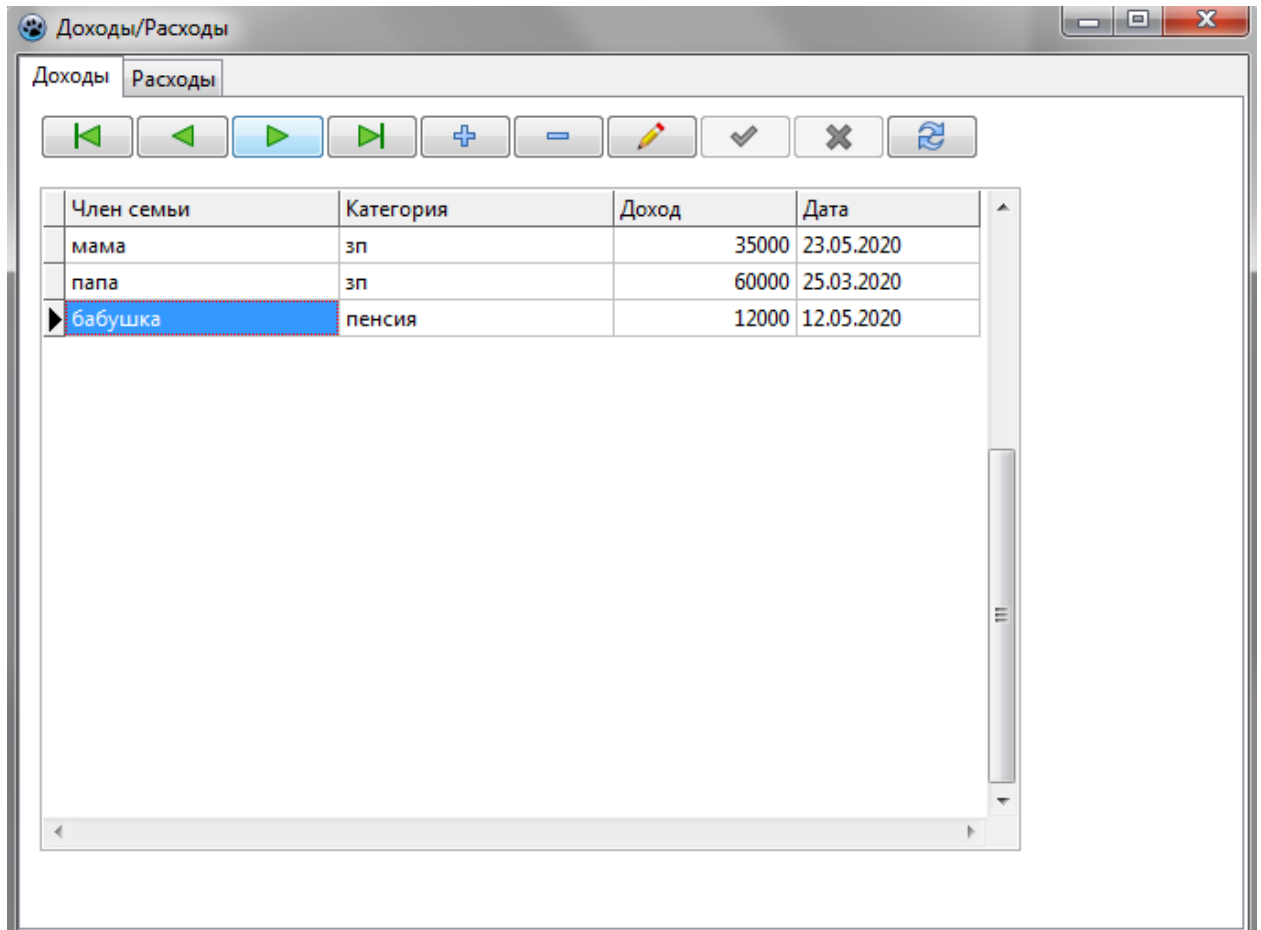 Доходы/Расходы
Доходы Расходы
Член семьи Категория Доход Дата
мама зп 35000 23.05.2020
папа зп 60000 25.03.2020
бабушка пенсия 12000 12.05.2020